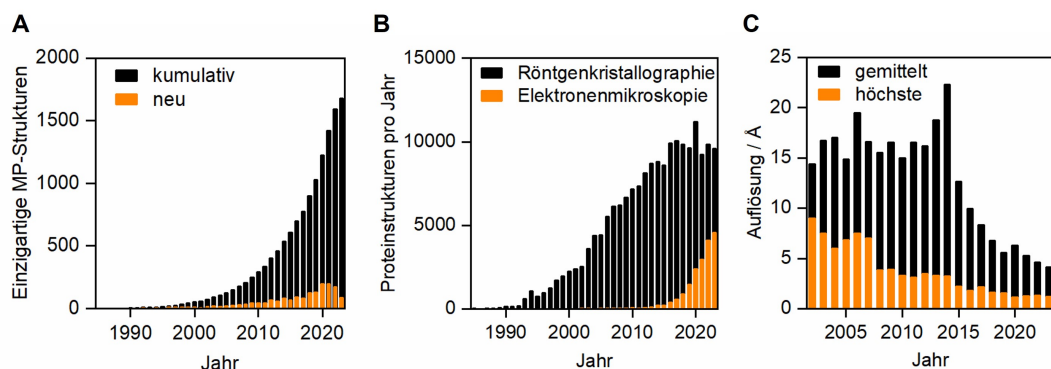 A
Einzigartige MP-Strukturen
2000
1500
1000
500
0
kumulativ
neu
1990
2000
2010
2020
Jahr
B
Proteinstrukturen pro Jahr
15000
10000
5000
0
Röntgenkristallographie
Elektronenmikroskopie
1990
2000
2010
2020
Jahr
C
Auflösung / Å
25
20
15
10
5
0
gemittelt
höchste
2005
2010
2015
2020
Jahr